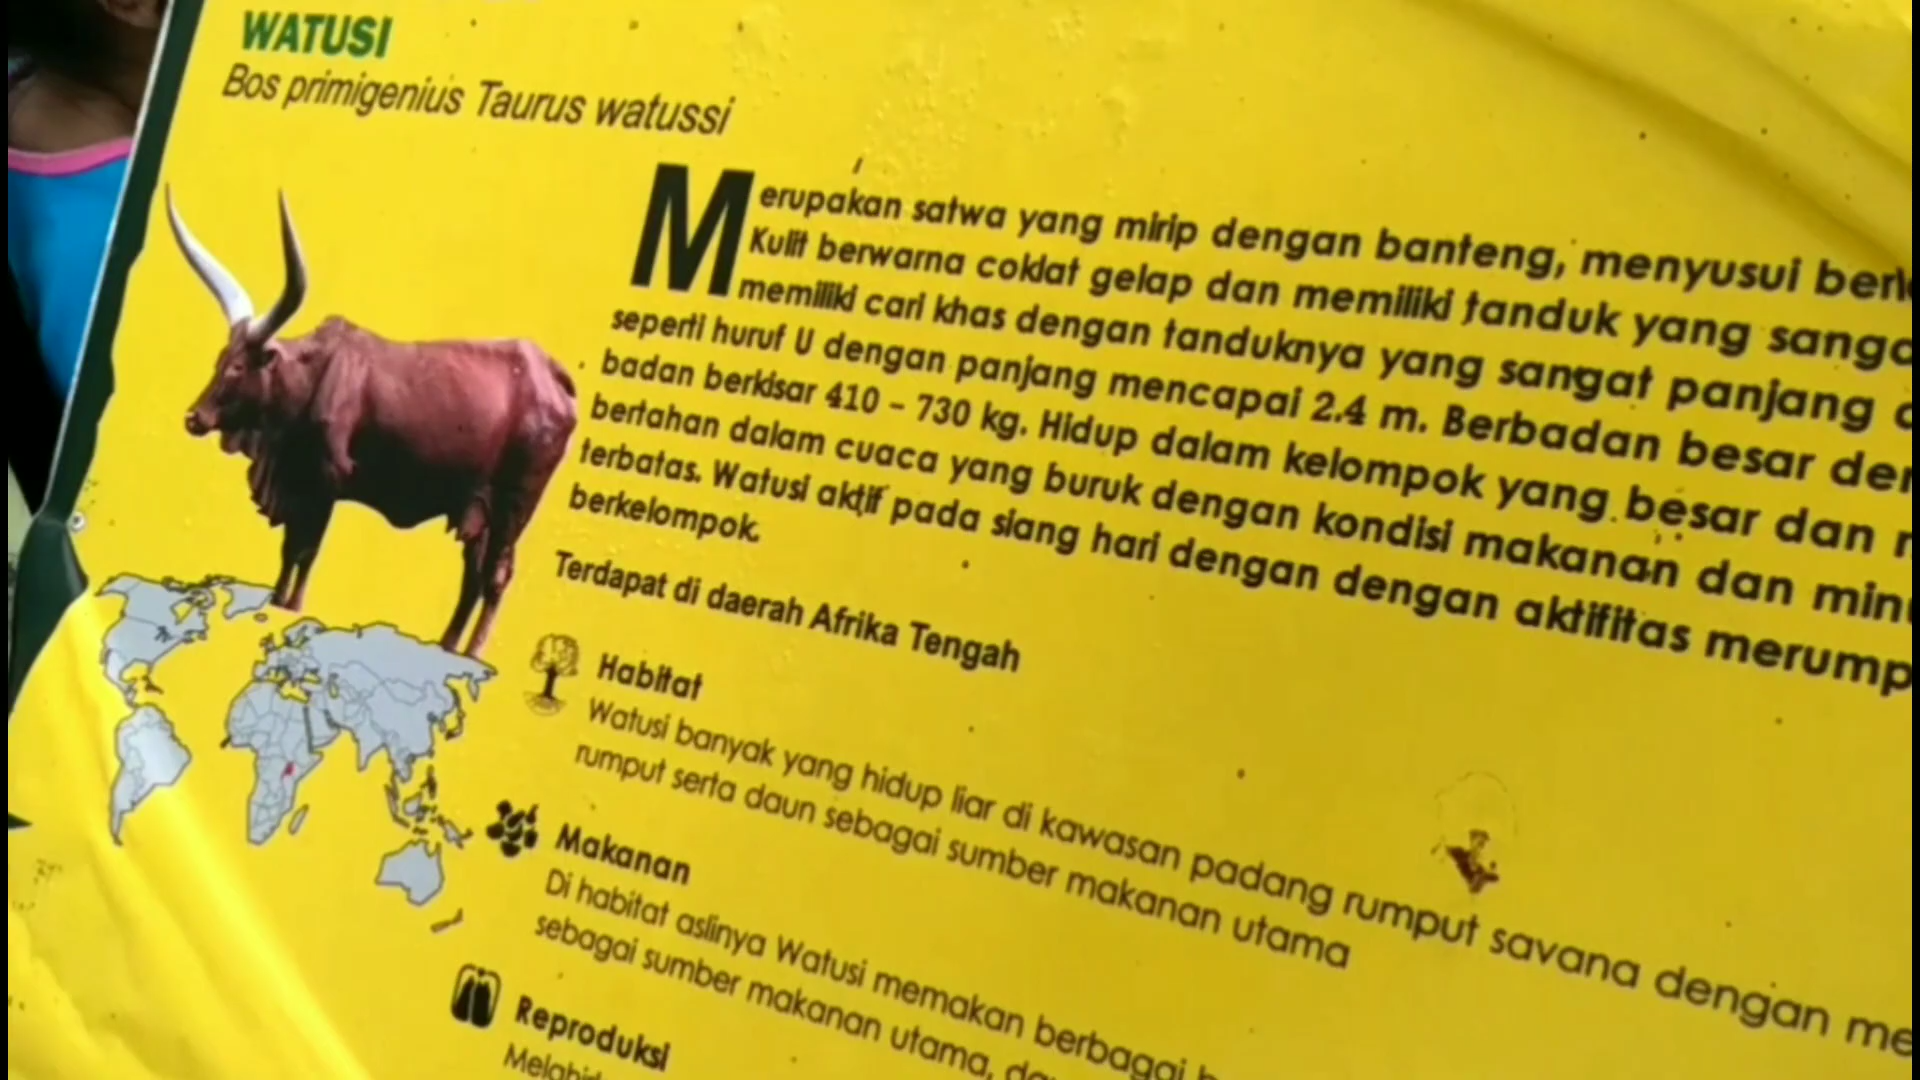 WATUSI
Bos primigenius Taurus watussi
Merupakan satwa yang mirip dengan banteng, menyusui
Kulit berwarna coklat gelap dan memiliki tanduk yang
memiliki cari khas dengan tanduknya yang sangat panjang
seperti huruf U dengan panjang mencapai 2.4 m. Berbadan besar
badan berkisar 410 – 730 kg. Hidup dalam kelompok yang besar dan
bertahan dalam cuaca yang buruk dengan kondisi makanan dan
terbatas. Watusi aktif pada siang hari dengan dengan aktifitas
berkelompok.
Terdapat di daerah Afrika Tengah
Habitat
Watusi banyak yang hidup liar di kawasan padang rumput savana dengan
rumput serta daun sebagai sumber makanan utama
Makanan
Di habitat aslinya Watusi memakan berbagai
sebagai sumber makanan utama,
Reproduksi